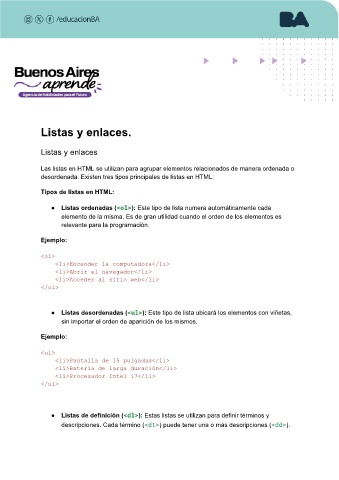 /educacionBA
BA
Buenos Aires
aprende
Agencia de Habilidades para el Futuro
Listas y enlaces.
Listas y enlaces
Las listas en HTML se utilizan para agrupar elementos relacionados de manera ordenada o
desordenada. Existen tres tipos principales de listas en HTML:
Tipos de listas en HTML:
● Listas ordenadas (<ol>): Este tipo de lista numera automáticamente cada
elemento de la misma. Es de gran utilidad cuando el orden de los elementos es
relevante para la programación.
Ejemplo:
<ol>
<li>Encender la computadora</li>
<li>Abrir el navegador</li>
<li>Acceder al sitio web</li>
</ol>
● Listas desordenadas (<ul>): Este tipo de lista ubicará los elementos con viñetas,
sin importar el orden de aparición de los mismos.
Ejemplo:
<ul>
<li>Pantalla de 15 pulgadas</li>
<li>Batería de larga duración</li>
<li>Procesador Intel i7</li>
</ul>
● Listas de definición (<dl>): Estas listas se utilizan para definir términos y
descripciones. Cada término (<dt>) puede tener una o más descripciones (<dd>).